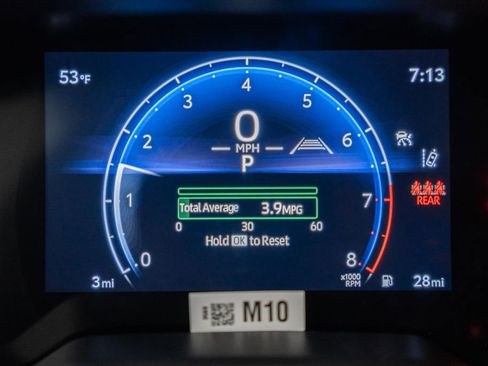 53°F
7:13
4
3
5
2
6
1
7
0
8
0
MPH
P
REAR
Total Average 3.9MPG
0 30 60
Hold OK to Reset
3mi
x1000
RPM
28mi
M10